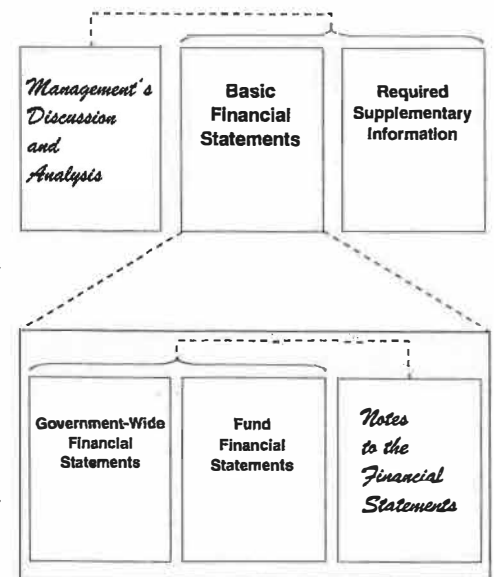 Management's
Discussion
and
Analysis
Basic
Financial
Statements
Required
Supplementary
Information
Government-Wide
Financial
Statements
Fund
Financial
Statements
Notes
to the
Financial
Statements